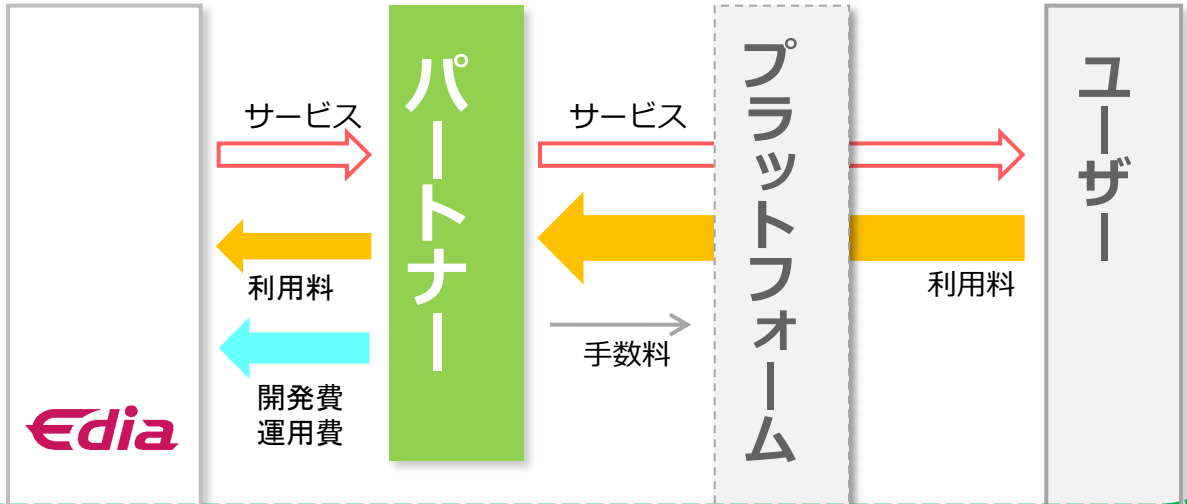 サービス
利用料
開発費
運用費
Edia
パートナー
サービス
手数料
プラットフォーム
利用料
ユーザー